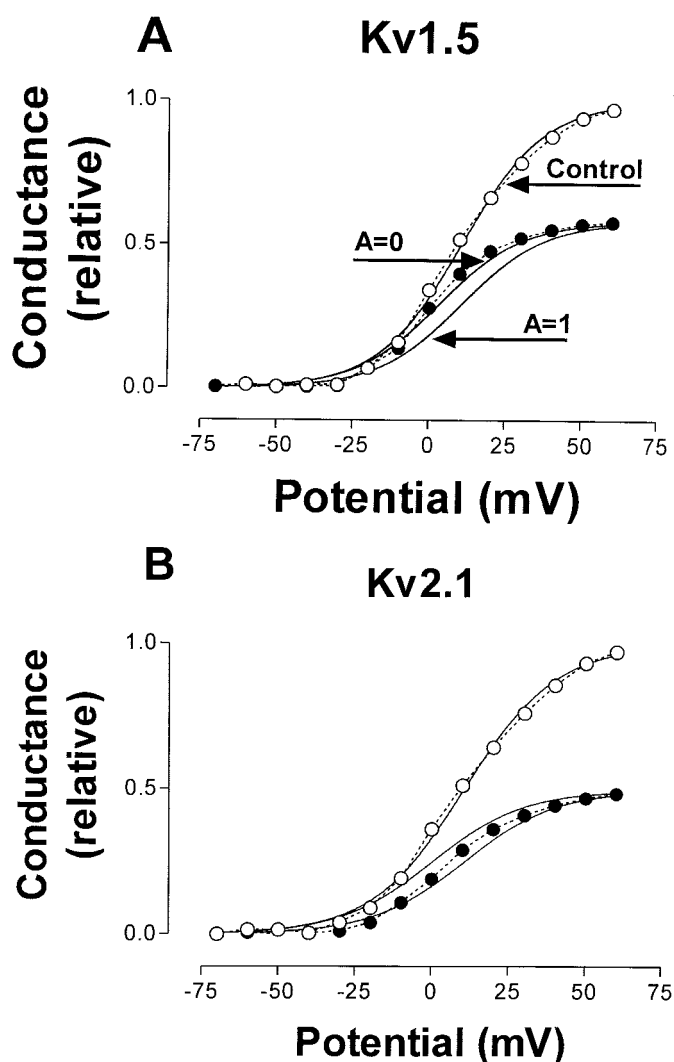 A
Kv1.5
Conductance
(relative)
1.0
0.5
0.0
Control
A=0
A=1
-75
-50
-25
0
25
50
75
Potential (mV)
B
Kv2.1
Conductance
(relative)
1.0
0.5
0.0
-75
-50
-25
0
25
50
75
Potential (mV)